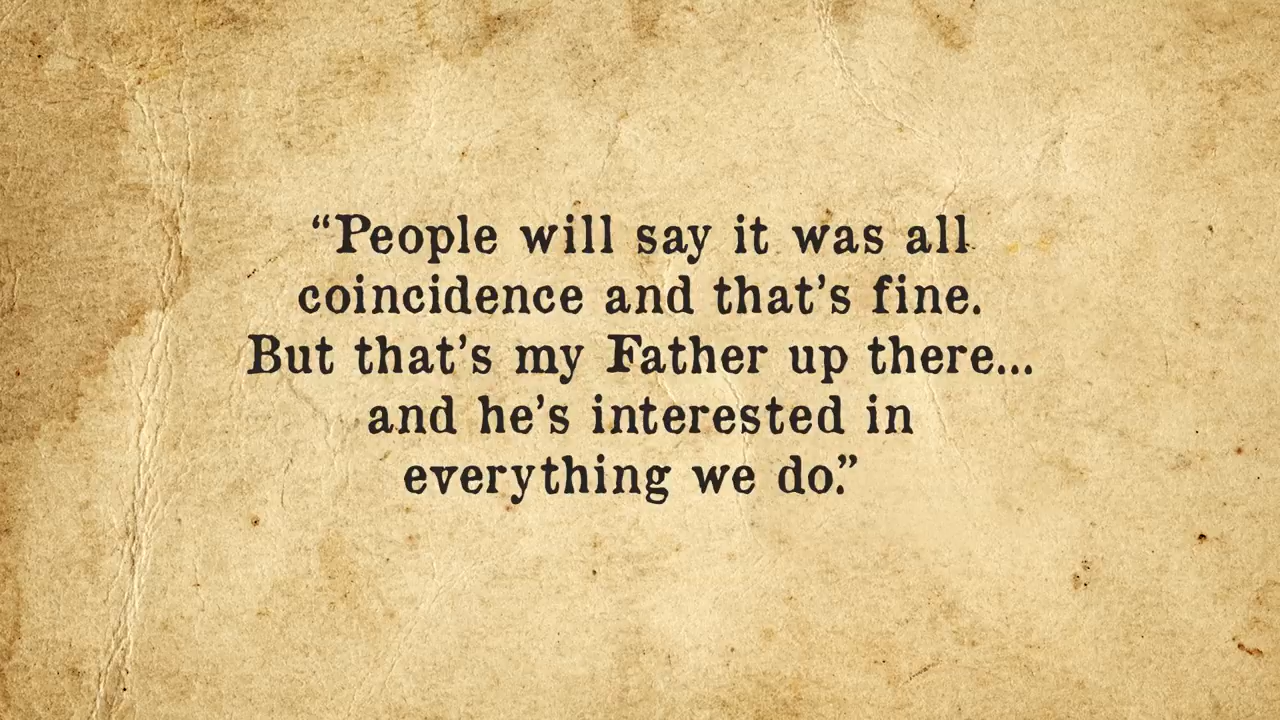 “People will say it was all
coincidence and that’s fine.
But that’s my Father up there...
and he’s interested in
everything we do.”